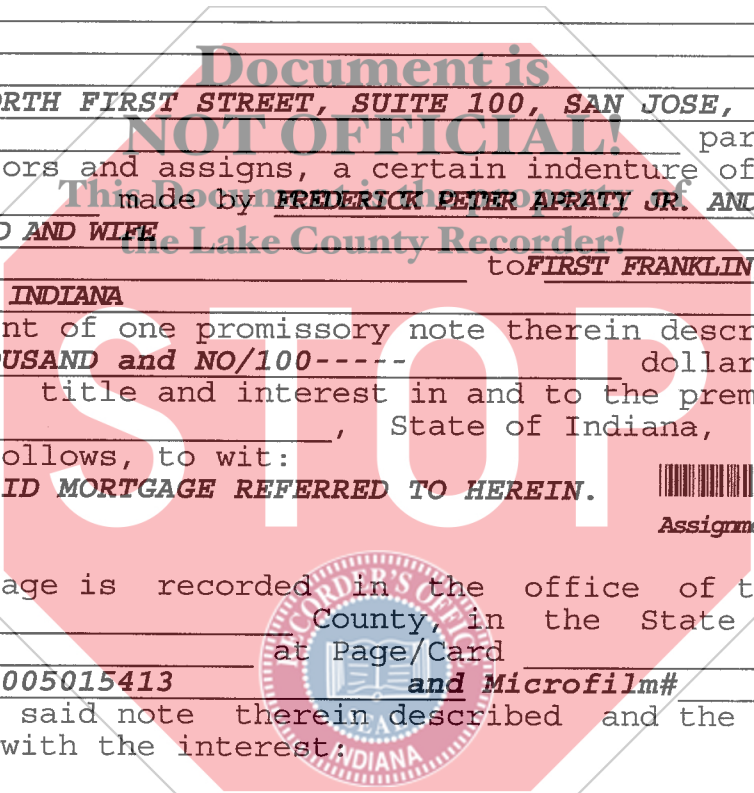 Document is
ORTH FIRST STREET, SUITE 100, SAN JOSE,
NOT OFFICIAL!
par
ors and assigns, a certain indenture of
This Document is the property of
made by FREDERICK PETER APRATT JR. AND
D AND WIFE
the Lake County Recorder!
to FIRST FRANKLIN
INDIANA
nt of one promissory note therein descr
OUSAND and NO/100----- dollar
title and interest in and to the prem
, State of Indiana,
ollows, to wit:
ID MORTGAGE REFERRED TO HEREIN.
STOP
Assignme
age is recorded in the office of t
County, in the State
at Page/Card
005015413 and Microfilm#
said note therein described and the
with the interest:
RECORDER'S OFFICE
SEAL
INDIANA